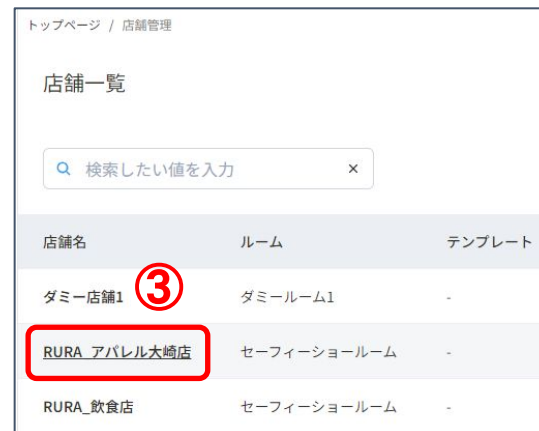 トップページ / 店舗管理
店舗一覧
検索したい値を入力 ×
店舗名 ルーム テンプレート
ダミー店舗1 ③ ダミールーム1 -
RURA_アパレル大崎店 セーフィーショールーム -
RURA_飲食店 セーフィーショールーム -